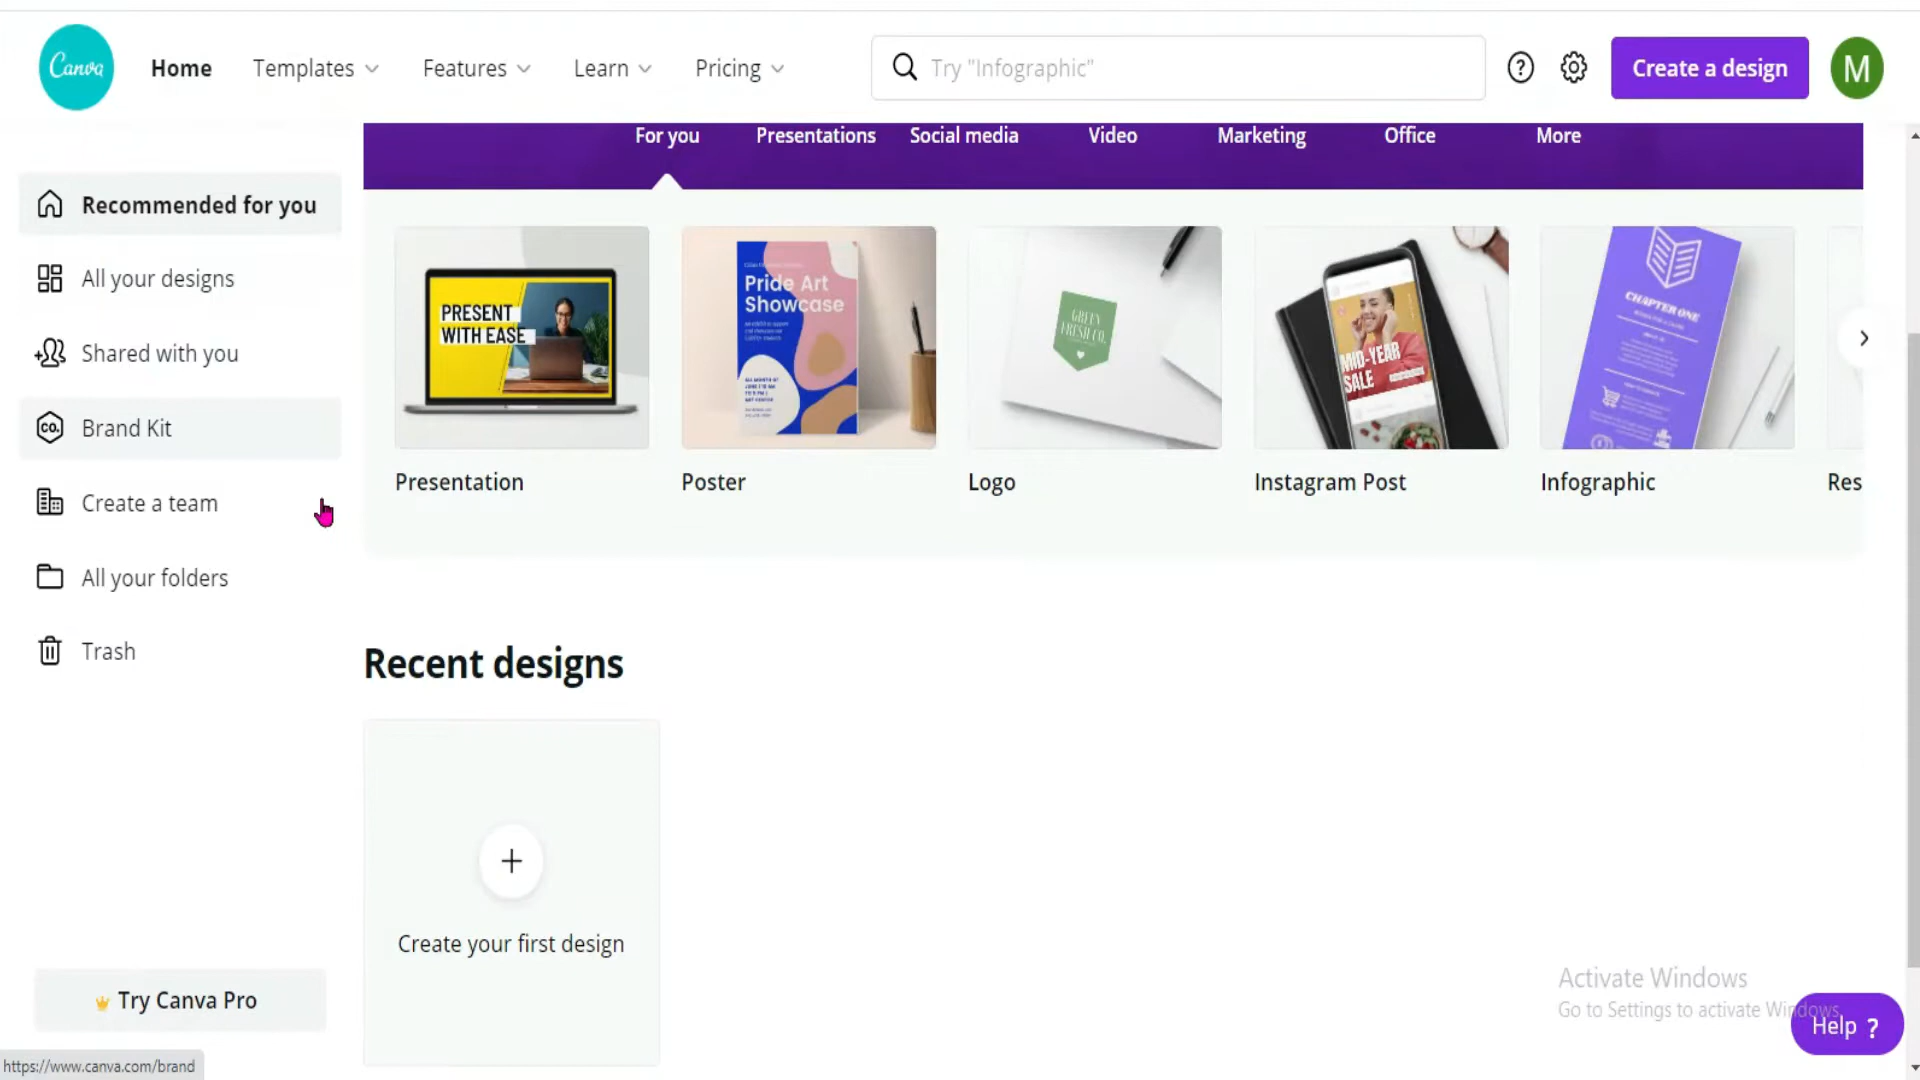 Canva
Home
Templates
Features
Learn
Pricing
Try "Infographic"
Create a design
M
For you
Presentations
Social media
Video
Marketing
Office
More
Recommended for you
All your designs
Shared with you
CO.
Brand Kit
Create a team
All your folders
Trash
PRESENT
WITH EASE
Pride Art
Showcase
GREEN
FRESH CO.
MID-YEAR
SALE
CHAPTER ONE
Presentation
Poster
Logo
Instagram Post
Infographic
Res
Recent designs
Create your first design
Try Canva Pro
Activate Windows
Go to Settings to activate Windows.
Help ?
https://www.canva.com/brand